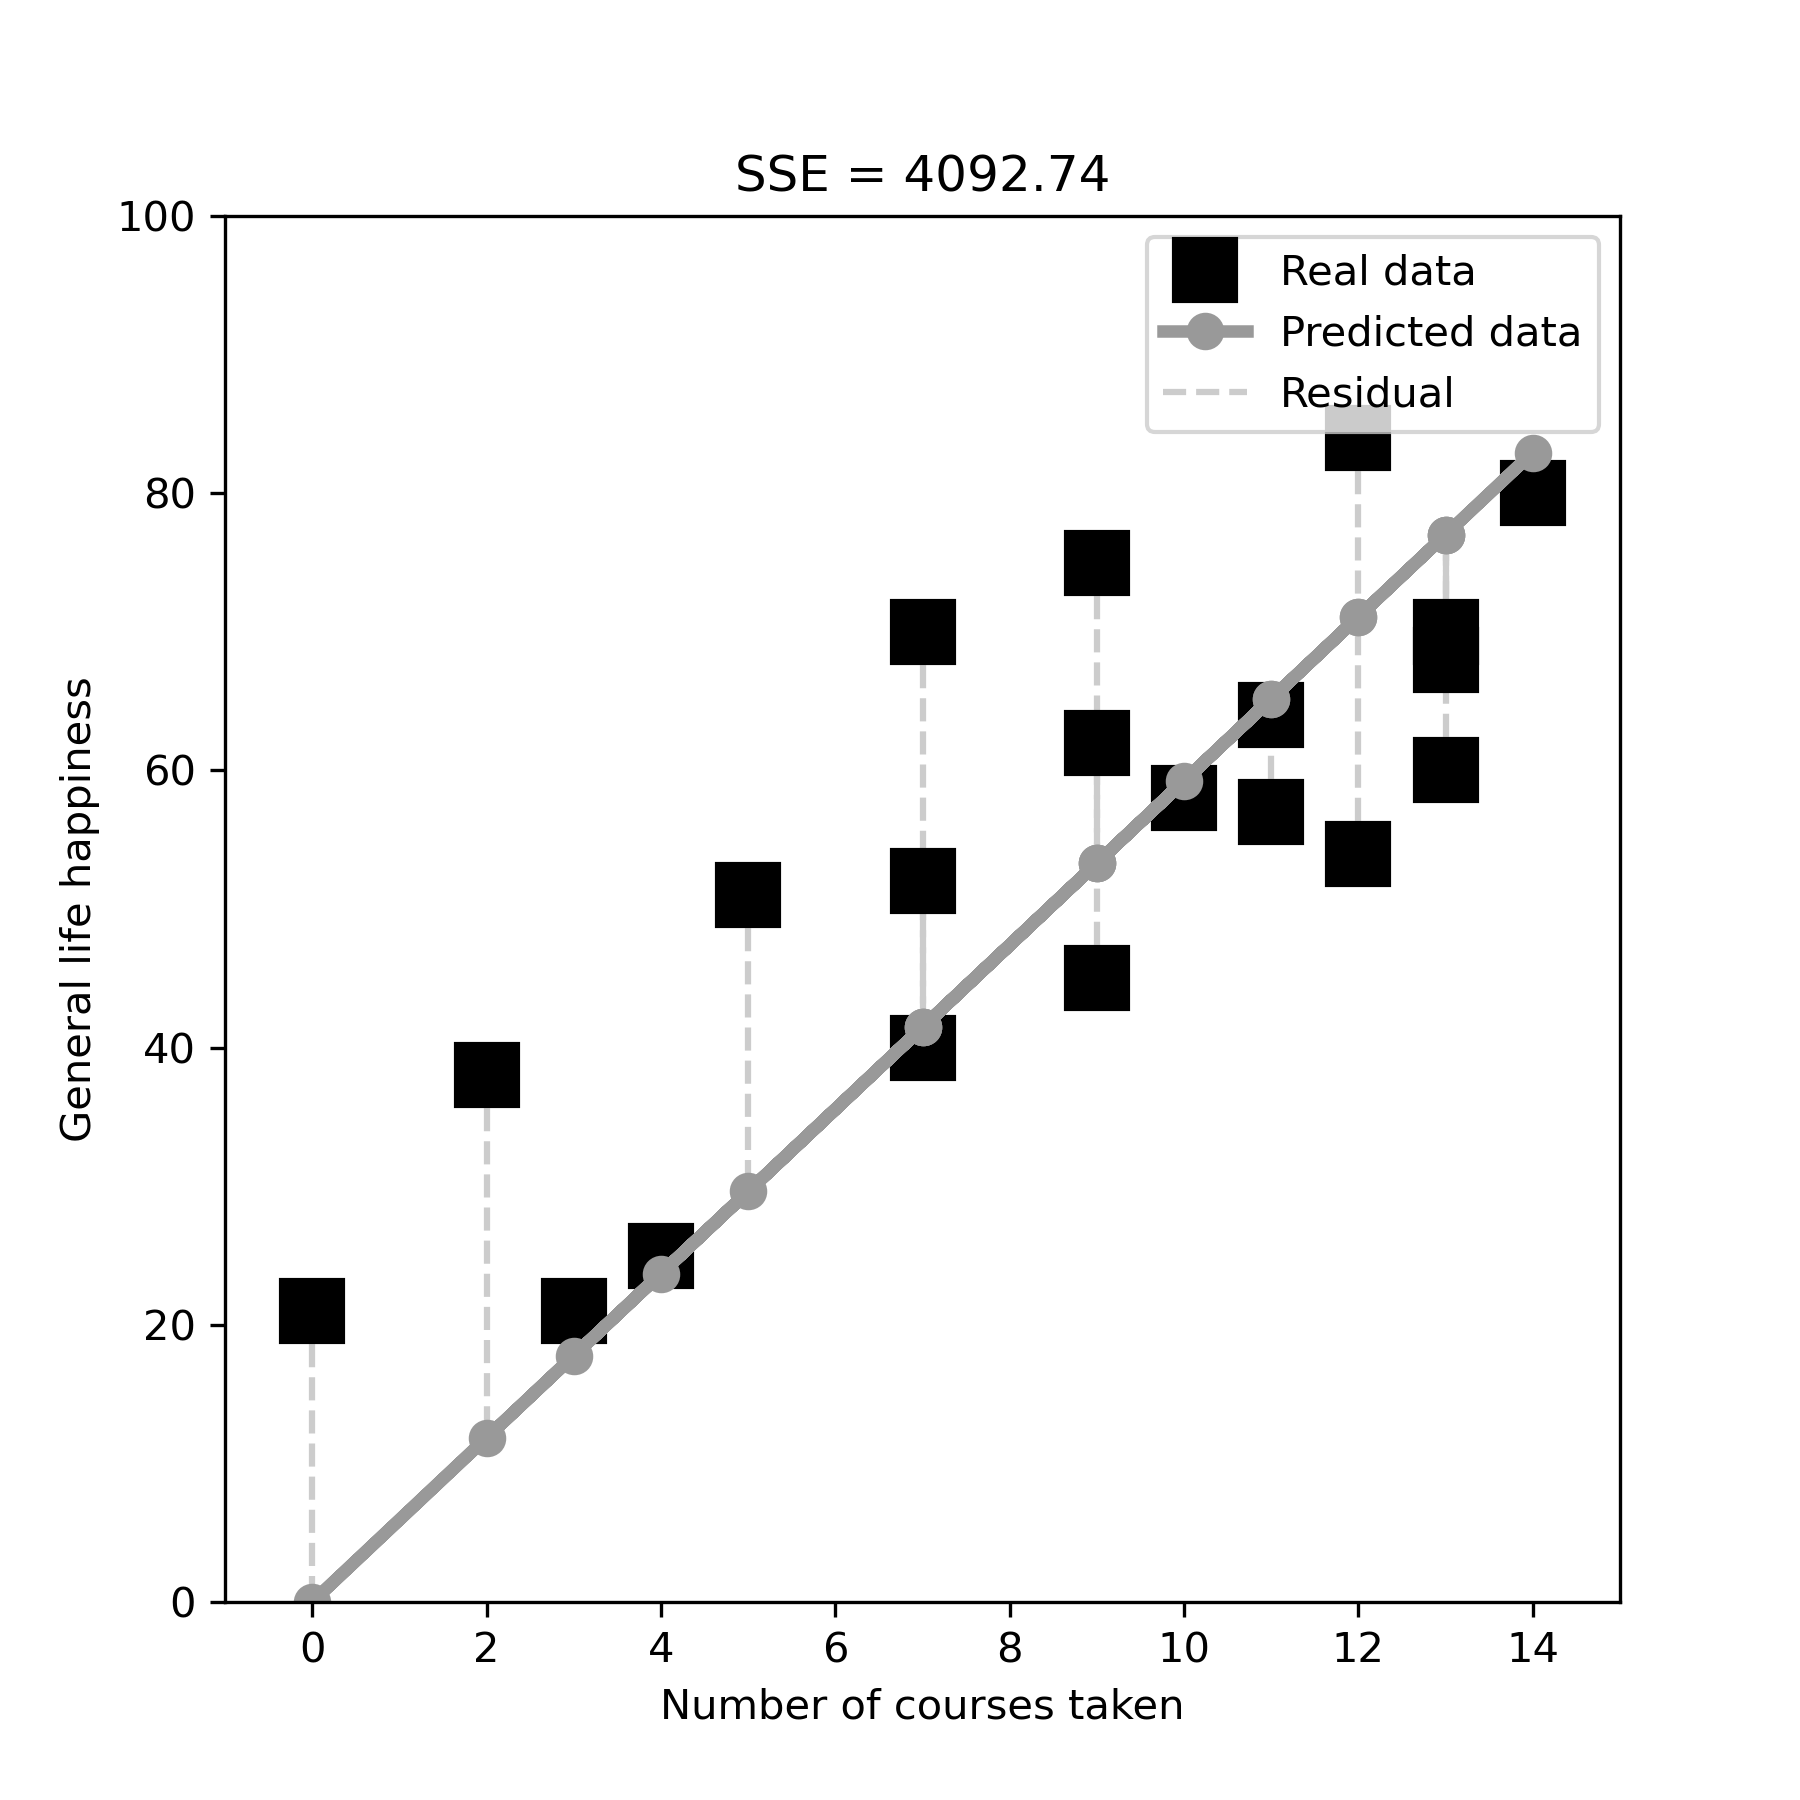 SSE = 4092.74
100
80
60
40
20
0
General life happiness
Real data
Predicted data
Residual
0 2 4 6 8 10 12 14
Number of courses taken